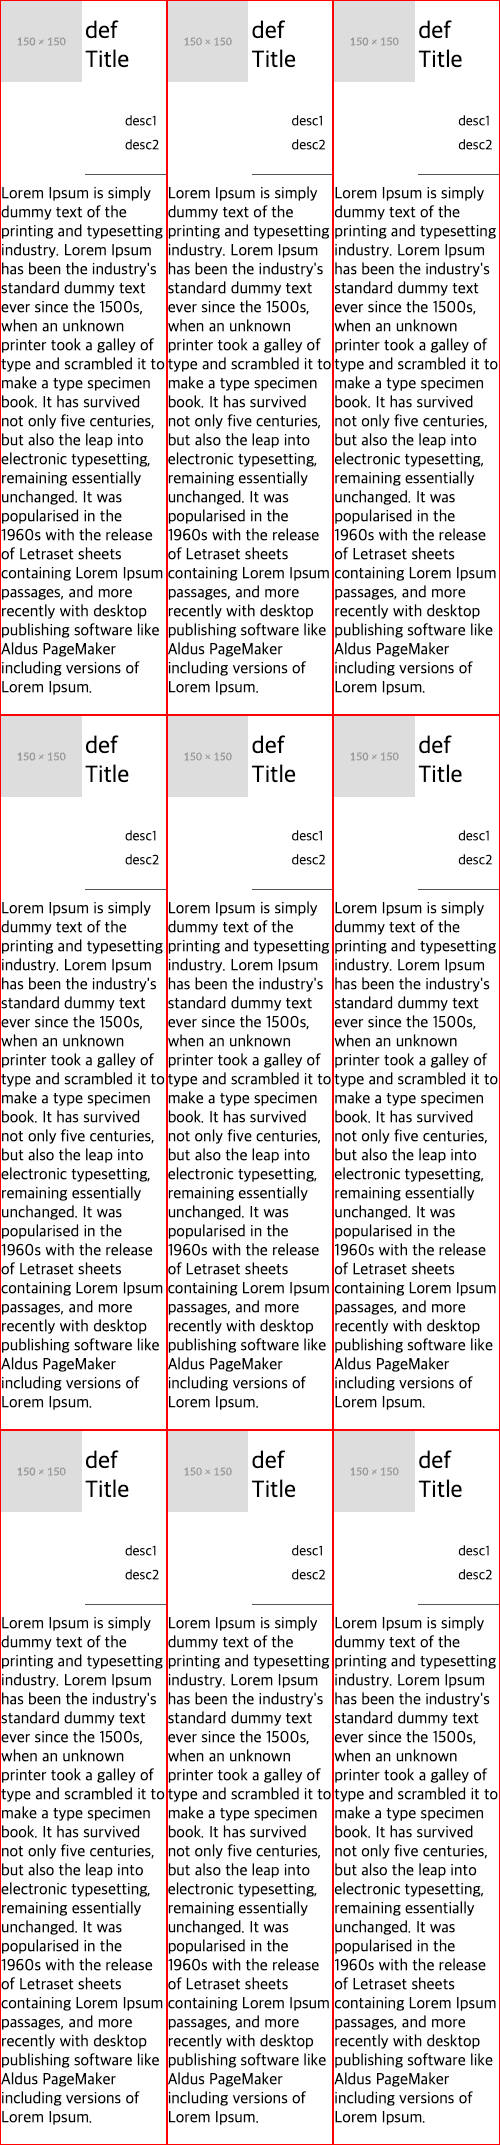 150 × 150
def
Title
desc1
desc2
Lorem Ipsum is simply
dummy text of the
printing and typesetting
industry. Lorem Ipsum
has been the industry's
standard dummy text
ever since the 1500s,
when an unknown
printer took a galley of
type and scrambled it to
make a type specimen
book. It has survived
not only five centuries,
but also the leap into
electronic typesetting,
remaining essentially
unchanged. It was
popularised in the
1960s with the release
of Letraset sheets
containing Lorem Ipsum
passages, and more
recently with desktop
publishing software like
Aldus PageMaker
including versions of
Lorem Ipsum.
150 × 150
def
Title
desc1
desc2
Lorem Ipsum is simply
dummy text of the
printing and typesetting
industry. Lorem Ipsum
has been the industry's
standard dummy text
ever since the 1500s,
when an unknown
printer took a galley of
type and scrambled it to
make a type specimen
book. It has survived
not only five centuries,
but also the leap into
electronic typesetting,
remaining essentially
unchanged. It was
popularised in the
1960s with the release
of Letraset sheets
containing Lorem Ipsum
passages, and more
recently with desktop
publishing software like
Aldus PageMaker
including versions of
Lorem Ipsum.
150 × 150
def
Title
desc1
desc2
Lorem Ipsum is simply
dummy text of the
printing and typesetting
industry. Lorem Ipsum
has been the industry's
standard dummy text
ever since the 1500s,
when an unknown
printer took a galley of
type and scrambled it to
make a type specimen
book. It has survived
not only five centuries,
but also the leap into
electronic typesetting,
remaining essentially
unchanged. It was
popularised in the
1960s with the release
of Letraset sheets
containing Lorem Ipsum
passages, and more
recently with desktop
publishing software like
Aldus PageMaker
including versions of
Lorem Ipsum.
150 × 150
def
Title
desc1
desc2
Lorem Ipsum is simply
dummy text of the
printing and typesetting
industry. Lorem Ipsum
has been the industry's
standard dummy text
ever since the 1500s,
when an unknown
printer took a galley of
type and scrambled it to
make a type specimen
book. It has survived
not only five centuries,
but also the leap into
electronic typesetting,
remaining essentially
unchanged. It was
popularised in the
1960s with the release
of Letraset sheets
containing Lorem Ipsum
passages, and more
recently with desktop
publishing software like
Aldus PageMaker
including versions of
Lorem Ipsum.
150 × 150
def
Title
desc1
desc2
Lorem Ipsum is simply
dummy text of the
printing and typesetting
industry. Lorem Ipsum
has been the industry's
standard dummy text
ever since the 1500s,
when an unknown
printer took a galley of
type and scrambled it to
make a type specimen
book. It has survived
not only five centuries,
but also the leap into
electronic typesetting,
remaining essentially
unchanged. It was
popularised in the
1960s with the release
of Letraset sheets
containing Lorem Ipsum
passages, and more
recently with desktop
publishing software like
Aldus PageMaker
including versions of
Lorem Ipsum.
150 × 150
def
Title
desc1
desc2
Lorem Ipsum is simply
dummy text of the
printing and typesetting
industry. Lorem Ipsum
has been the industry's
standard dummy text
ever since the 1500s,
when an unknown
printer took a galley of
type and scrambled it to
make a type specimen
book. It has survived
not only five centuries,
but also the leap into
electronic typesetting,
remaining essentially
unchanged. It was
popularised in the
1960s with the release
of Letraset sheets
containing Lorem Ipsum
passages, and more
recently with desktop
publishing software like
Aldus PageMaker
including versions of
Lorem Ipsum.
150 × 150
def
Title
desc1
desc2
Lorem Ipsum is simply
dummy text of the
printing and typesetting
industry. Lorem Ipsum
has been the industry's
standard dummy text
ever since the 1500s,
when an unknown
printer took a galley of
type and scrambled it to
make a type specimen
book. It has survived
not only five centuries,
but also the leap into
electronic typesetting,
remaining essentially
unchanged. It was
popularised in the
1960s with the release
of Letraset sheets
containing Lorem Ipsum
passages, and more
recently with desktop
publishing software like
Aldus PageMaker
including versions of
Lorem Ipsum.
150 × 150
def
Title
desc1
desc2
Lorem Ipsum is simply
dummy text of the
printing and typesetting
industry. Lorem Ipsum
has been the industry's
standard dummy text
ever since the 1500s,
when an unknown
printer took a galley of
type and scrambled it to
make a type specimen
book. It has survived
not only five centuries,
but also the leap into
electronic typesetting,
remaining essentially
unchanged. It was
popularised in the
1960s with the release
of Letraset sheets
containing Lorem Ipsum
passages, and more
recently with desktop
publishing software like
Aldus PageMaker
including versions of
Lorem Ipsum.
150 × 150
def
Title
desc1
desc2
Lorem Ipsum is simply
dummy text of the
printing and typesetting
industry. Lorem Ipsum
has been the industry's
standard dummy text
ever since the 1500s,
when an unknown
printer took a galley of
type and scrambled it to
make a type specimen
book. It has survived
not only five centuries,
but also the leap into
electronic typesetting,
remaining essentially
unchanged. It was
popularised in the
1960s with the release
of Letraset sheets
containing Lorem Ipsum
passages, and more
recently with desktop
publishing software like
Aldus PageMaker
including versions of
Lorem Ipsum.